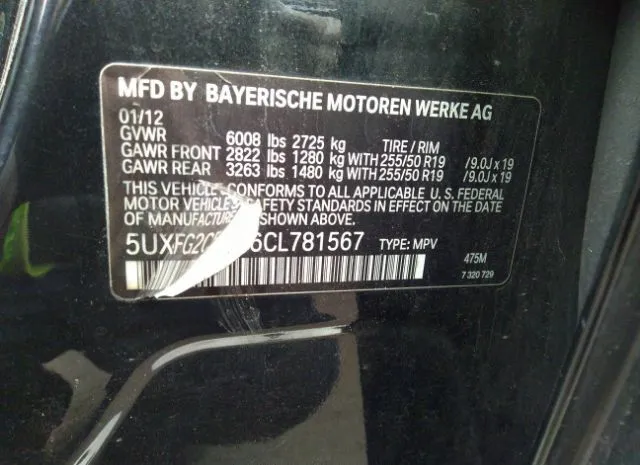 MFD BY BAYERISCHE MOTOREN WERKE AG
01/12
GVWR 6008 lbs 2725 kg TIRE / RIM
GAWR FRONT 2822 lbs 1280 kg WITH 255/50 R19 /9.0J x 19
GAWR REAR 3263 lbs 1480 kg WITH 255/50 R19 /9.0J x 19
THIS VEHICLE CONFORMS TO ALL APPLICABLE U.S. FEDERAL
MOTOR VEHICLE SAFETY STANDARDS IN EFFECT ON THE DATE
OF MANUFACTURE SHOWN ABOVE.
TYPE: MPV
475M
7 320 729